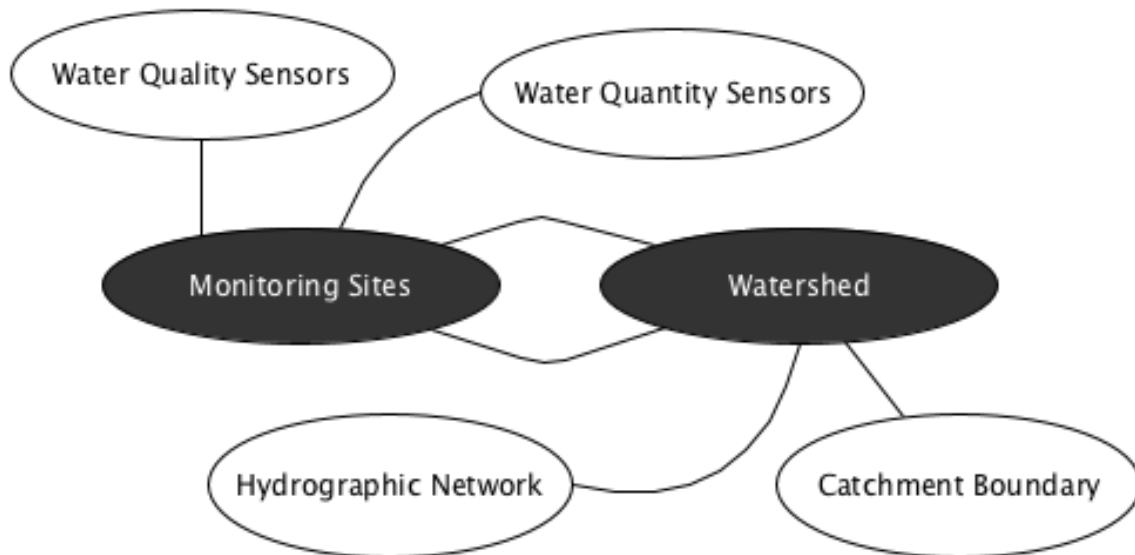 Water Quality Sensors
Water Quantity Sensors
Monitoring Sites
Watershed
Hydrographic Network
Catchment Boundary